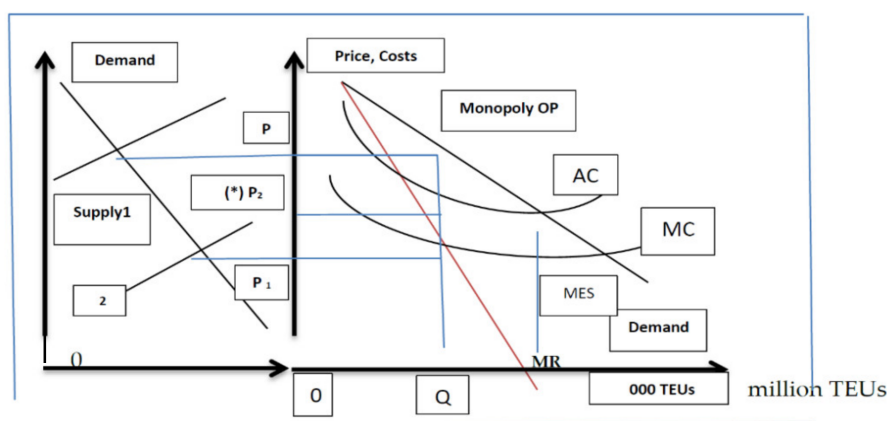 Demand
Price, Costs
Monopoly OP
P
AC
(*) P₂
Supply1
MC
P ₁
MES
2
Demand
0
MR
0
Q
000 TEUs
million TEUs